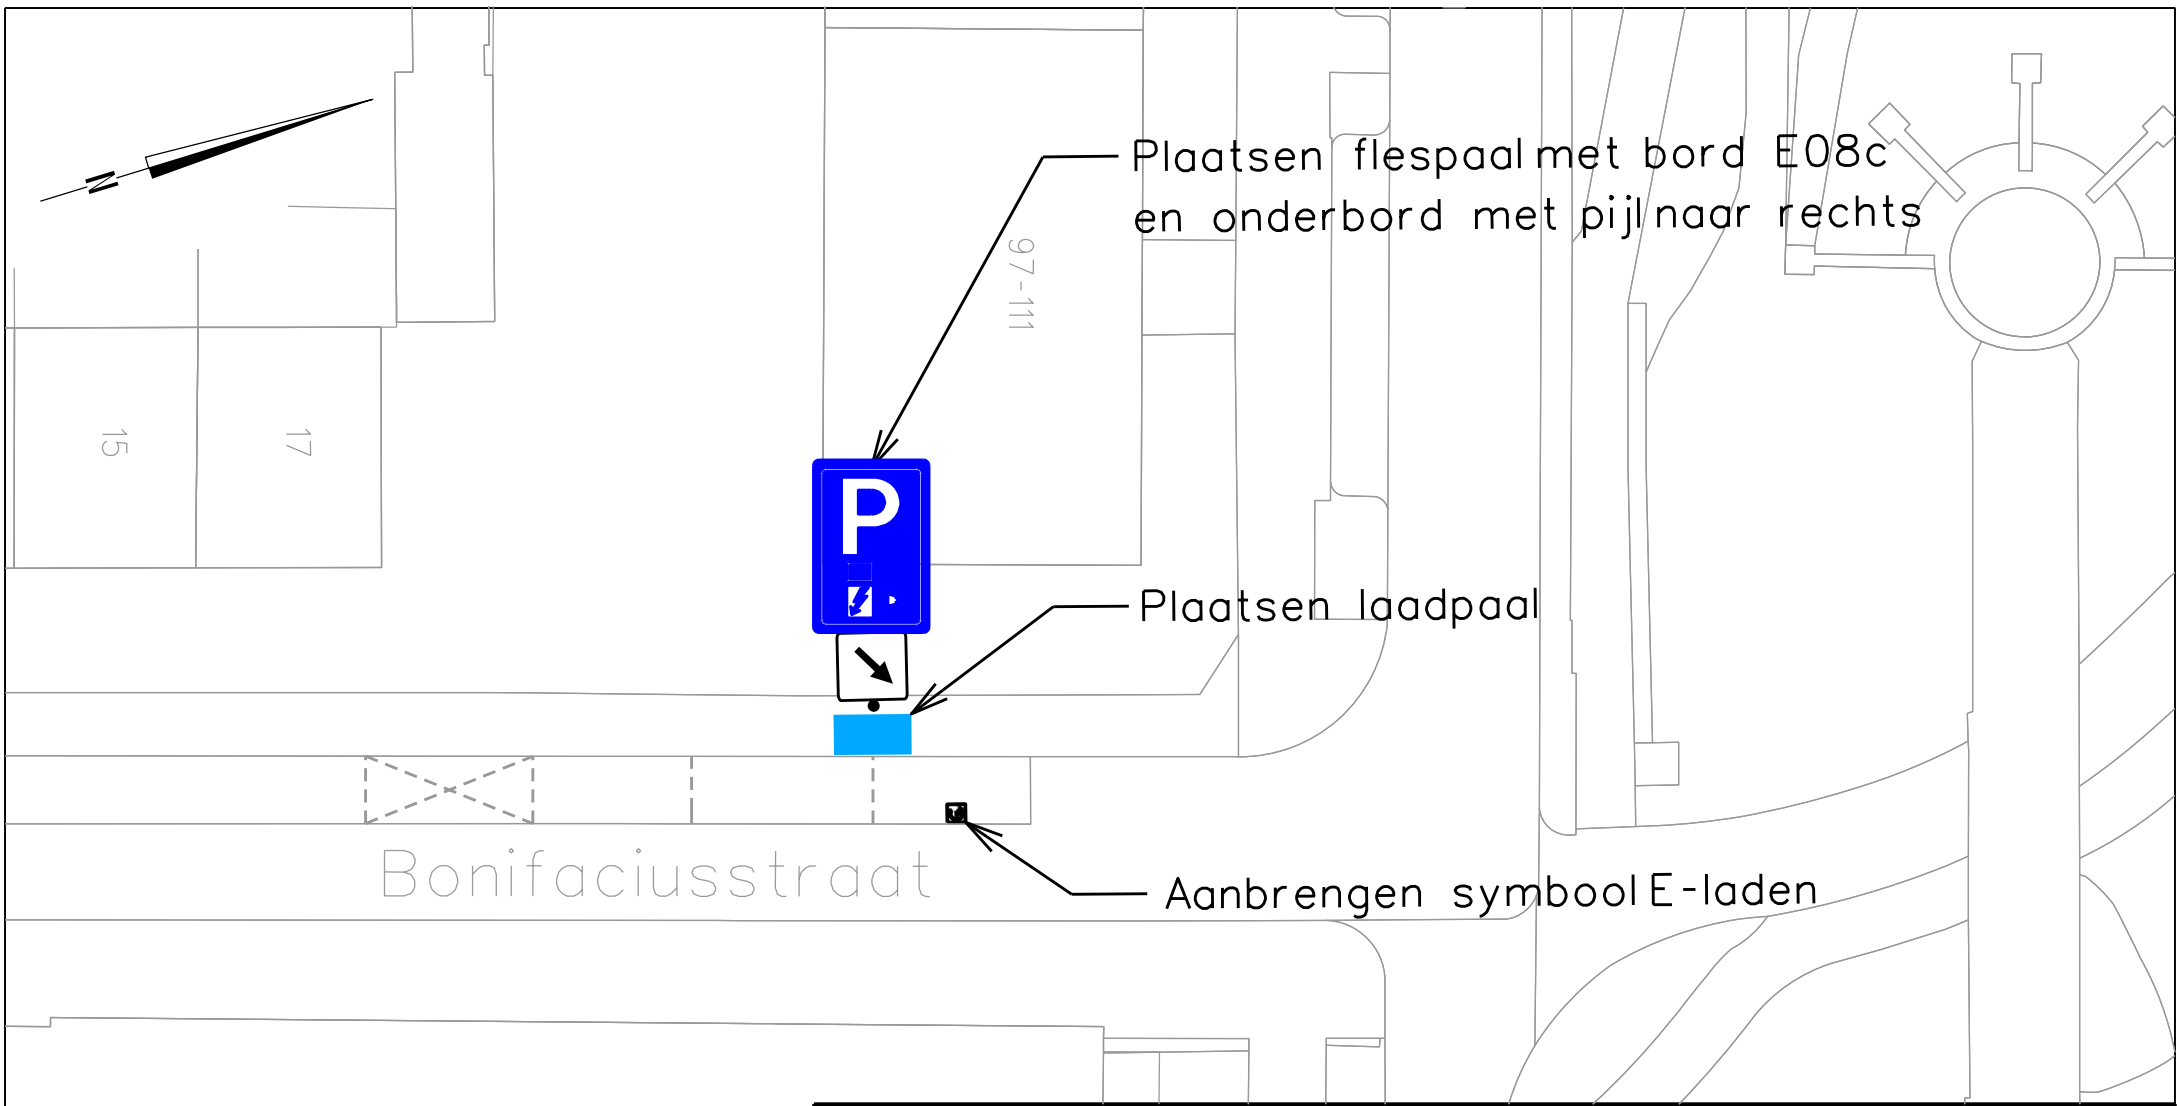 N
Plaatsen flespaal met bord E08c
en onderbord met pijl naar rechts
97-111
15
17
P
Plaatsen laadpaal
Bonifaciusstraat
Aanbrengen symbool E-laden